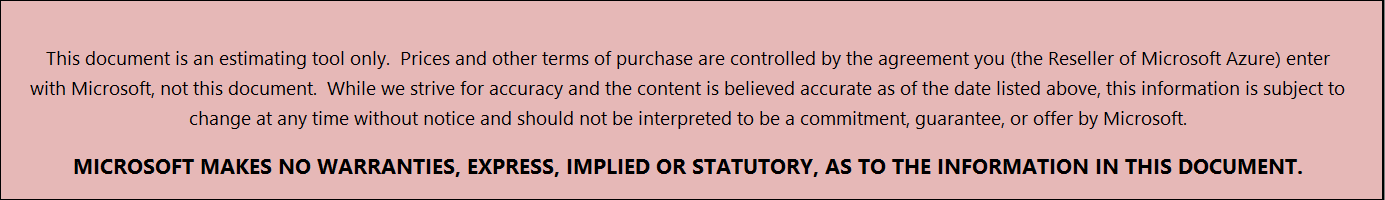 This document is an estimating tool only.  Prices and other terms of purchase are controlled by the agreement you (the Reseller of Microsoft Azure) enter
with Microsoft, not this document.  While we strive for accuracy and the content is believed accurate as of the date listed above, this information is subject to
change at any time without notice and should not be interpreted to be a commitment, guarantee, or offer by Microsoft.
MICROSOFT MAKES NO WARRANTIES, EXPRESS, IMPLIED OR STATUTORY, AS TO THE INFORMATION IN THIS DOCUMENT.